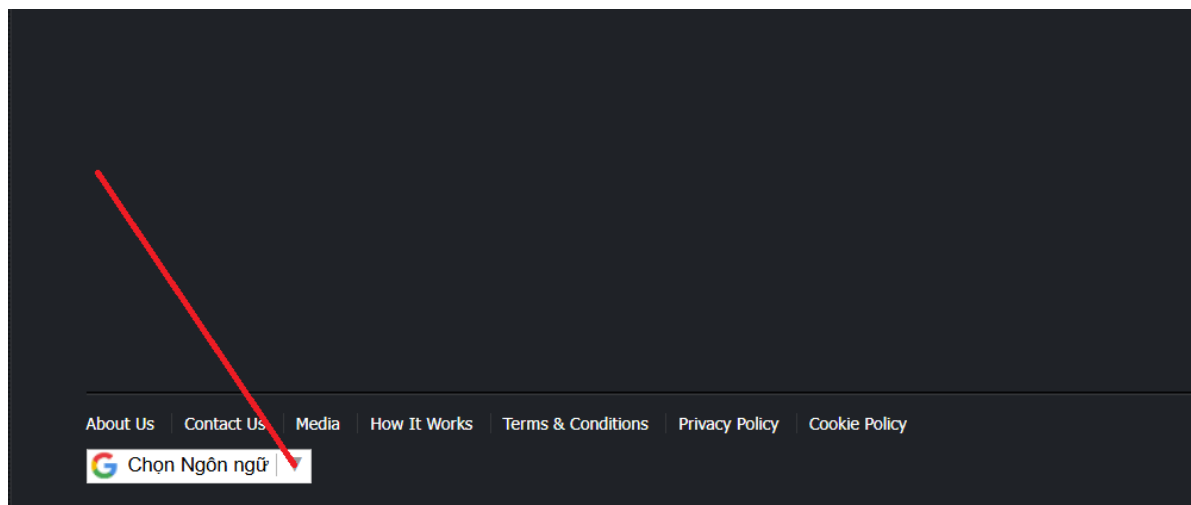 About Us Contact Us Media How It Works Terms & Conditions Privacy Policy Cookie Policy
G Chọn Ngôn ngữ ▼